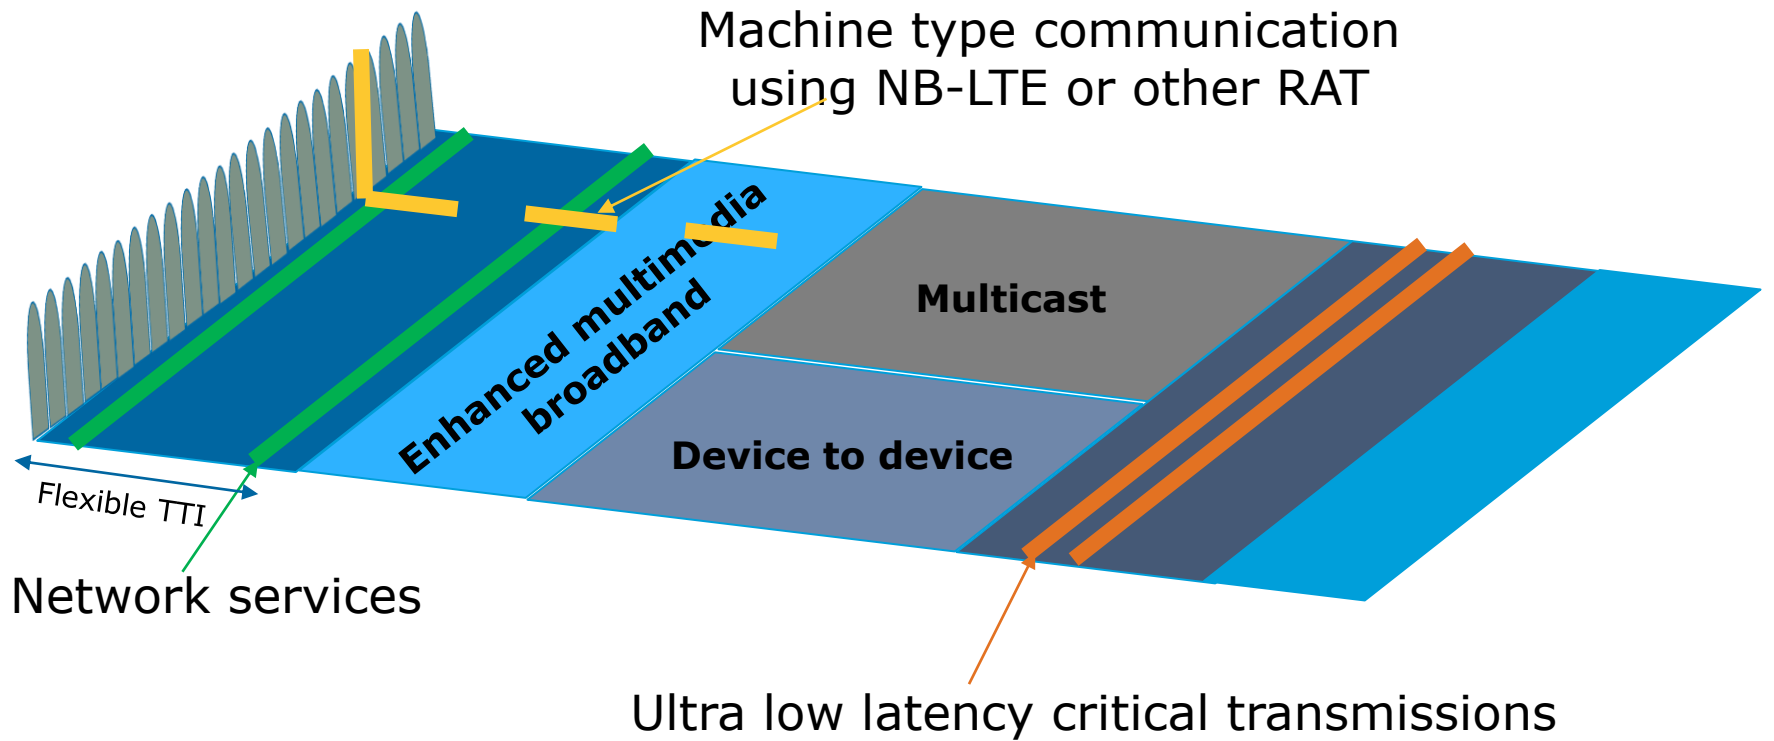 Machine type communication
using NB-LTE or other RAT
Enhanced multimedia
broadband
Multicast
Device to device
Flexible TTI
Network services
Ultra low latency critical transmissions